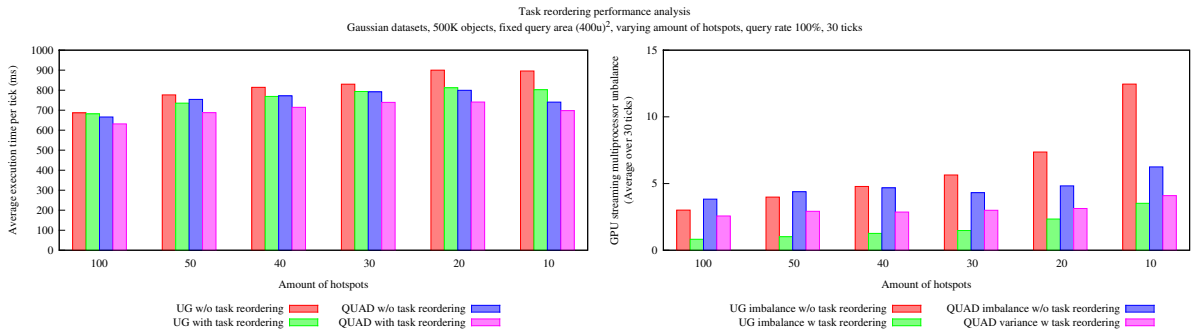 Task reordering performance analysis
Gaussian datasets, 500K objects, fixed query area (400u)², varying amount of hotspots, query rate 100%, 30 ticks
Average execution time per tick (ms)
1000
900
800
700
600
500
400
300
200
100
0
100 50 40 30 20 10
Amount of hotspots
UG w/o task reordering QUAD w/o task reordering
UG with task reordering QUAD with task reordering
GPU streaming multiprocessor unbalance
(Average over 30 ticks)
15
10
5
0
100 50 40 30 20 10
Amount of hotspots
UG imbalance w/o task reordering QUAD imbalance w/o task reordering
UG imbalance w task reordering QUAD variance w task reordering